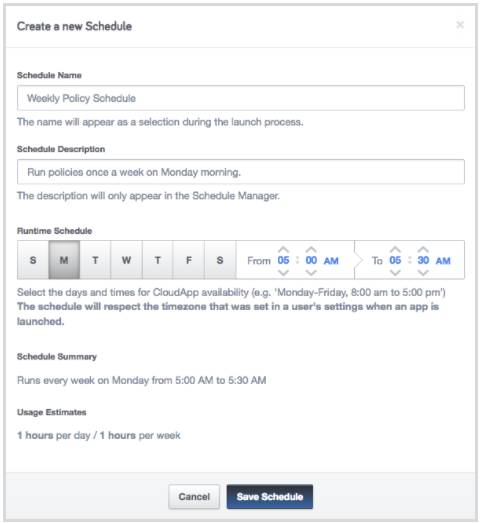 Create a new Schedule ×
Schedule Name
Weekly Policy Schedule
The name will appear as a selection during the launch process.
Schedule Description
Run policies once a week on Monday morning.
The description will only appear in the Schedule Manager.
Runtime Schedule
S M T W T F S From 05 : 00 AM To 05 : 30 AM
Select the days and times for CloudApp availability (e.g. 'Monday-Friday, 8:00 am to 5:00 pm')
The schedule will respect the timezone that was set in a user's settings when an app is
launched.
Schedule Summary
Runs every week on Monday from 5:00 AM to 5:30 AM
Usage Estimates
1 hours per day / 1 hours per week
Cancel Save Schedule